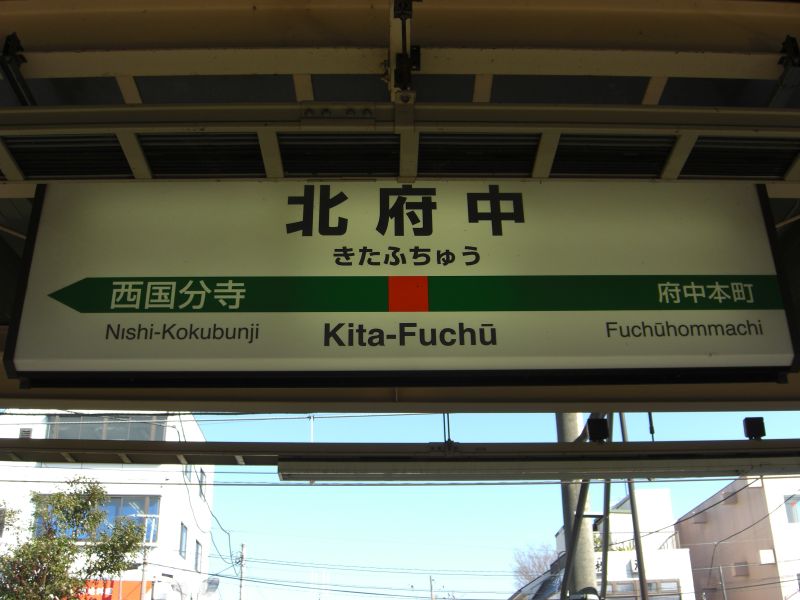 北府中
きたふちゅう
西国分寺 府中本町
Nishi-Kokubunji Kita-Fuchū Fuchūhommachi